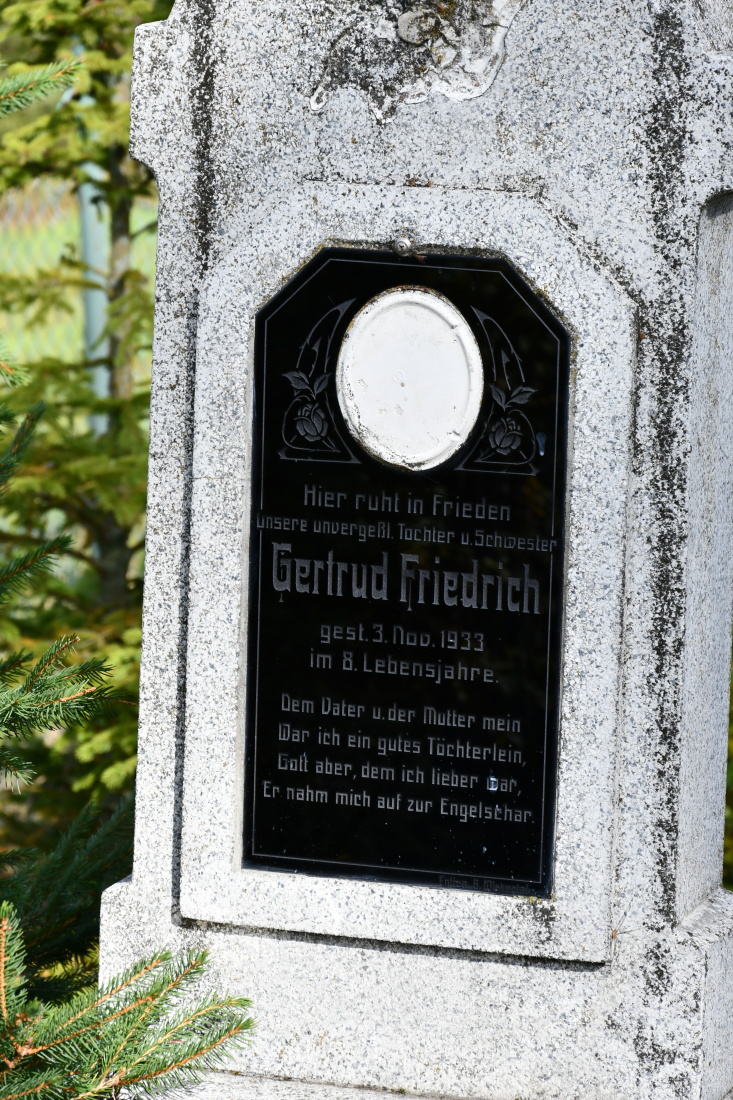 Hier ruht in Frieden
unsere unvergeßl. Tochter u. Schwester
Gertrud Friedrich
gest. 3. Nov. 1933
im 8. Lebensjahre.
Dem Vater u. der Mutter mein
War ich ein gutes Töchterlein,
Gott aber, dem ich lieber war,
Er nahm mich auf zur Engelschar.